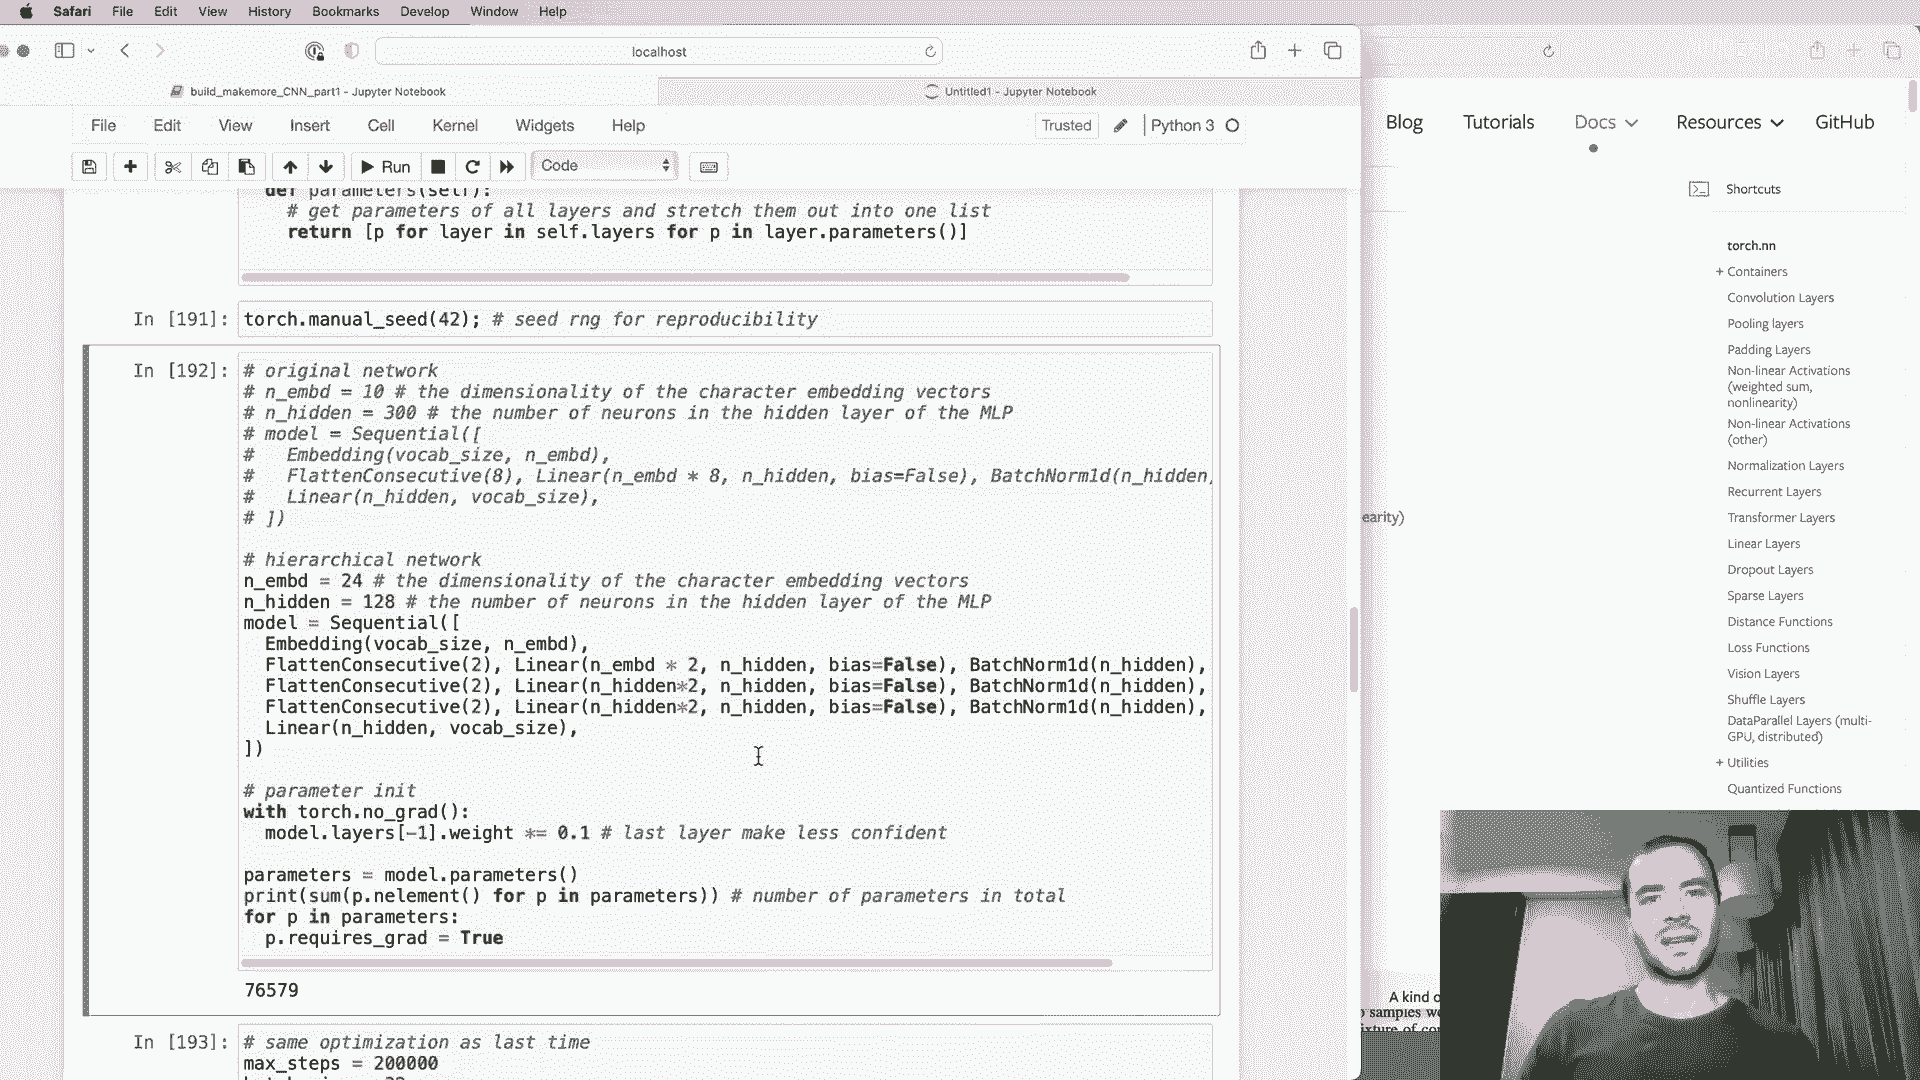 Safari File Edit View History Bookmarks Develop Window Help
localhost
build_makemore_CNN_part1 - Jupyter Notebook
Untitled1 - Jupyter Notebook
File Edit View Insert Cell Kernel Widgets Help
Trusted Python 3
Run
Code
def parameters(self):
# get parameters of all layers and stretch them out into one list
return [p for layer in self.layers for p in layer.parameters()]
In [191]: torch.manual_seed(42); # seed rng for reproducibility
In [192]: # original network
# n_embd = 10 # the dimensionality of the character embedding vectors
# n_hidden = 300 # the number of neurons in the hidden layer of the MLP
# model = Sequential([
#   Embedding(vocab_size, n_embd),
#   FlattenConsecutive(8), Linear(n_embd * 8, n_hidden, bias=False), BatchNorm1d(n_hidden)
#   Linear(n_hidden, vocab_size),
# ])
# hierarchical network
n_embd = 24 # the dimensionality of the character embedding vectors
n_hidden = 128 # the number of neurons in the hidden layer of the MLP
model = Sequential([
Embedding(vocab_size, n_embd),
FlattenConsecutive(2), Linear(n_embd * 2, n_hidden, bias=False), BatchNorm1d(n_hidden),
FlattenConsecutive(2), Linear(n_hidden*2, n_hidden, bias=False), BatchNorm1d(n_hidden),
FlattenConsecutive(2), Linear(n_hidden*2, n_hidden, bias=False), BatchNorm1d(n_hidden),
Linear(n_hidden, vocab_size),
])
# parameter init
with torch.no_grad():
model.layers[-1].weight *= 0.1 # last layer make less confident
parameters = model.parameters()
print(sum(p.nelement() for p in parameters)) # number of parameters in total
for p in parameters:
p.requires_grad = True
76579
In [193]: # same optimization as last time
max_steps = 200000
Blog Tutorials Docs Resources GitHub
Shortcuts
torch.nn
+ Containers
Convolution Layers
Pooling layers
Padding Layers
Non-linear Activations
(weighted sum,
nonlinearity)
Non-linear Activations
(other)
Normalization Layers
Recurrent Layers
Transformer Layers
Linear Layers
Dropout Layers
Sparse Layers
Distance Functions
Loss Functions
Vision Layers
Shuffle Layers
DataParallel Layers (multi-
GPU, distributed)
+ Utilities
Quantized Functions
earity)
A kind o
samples we